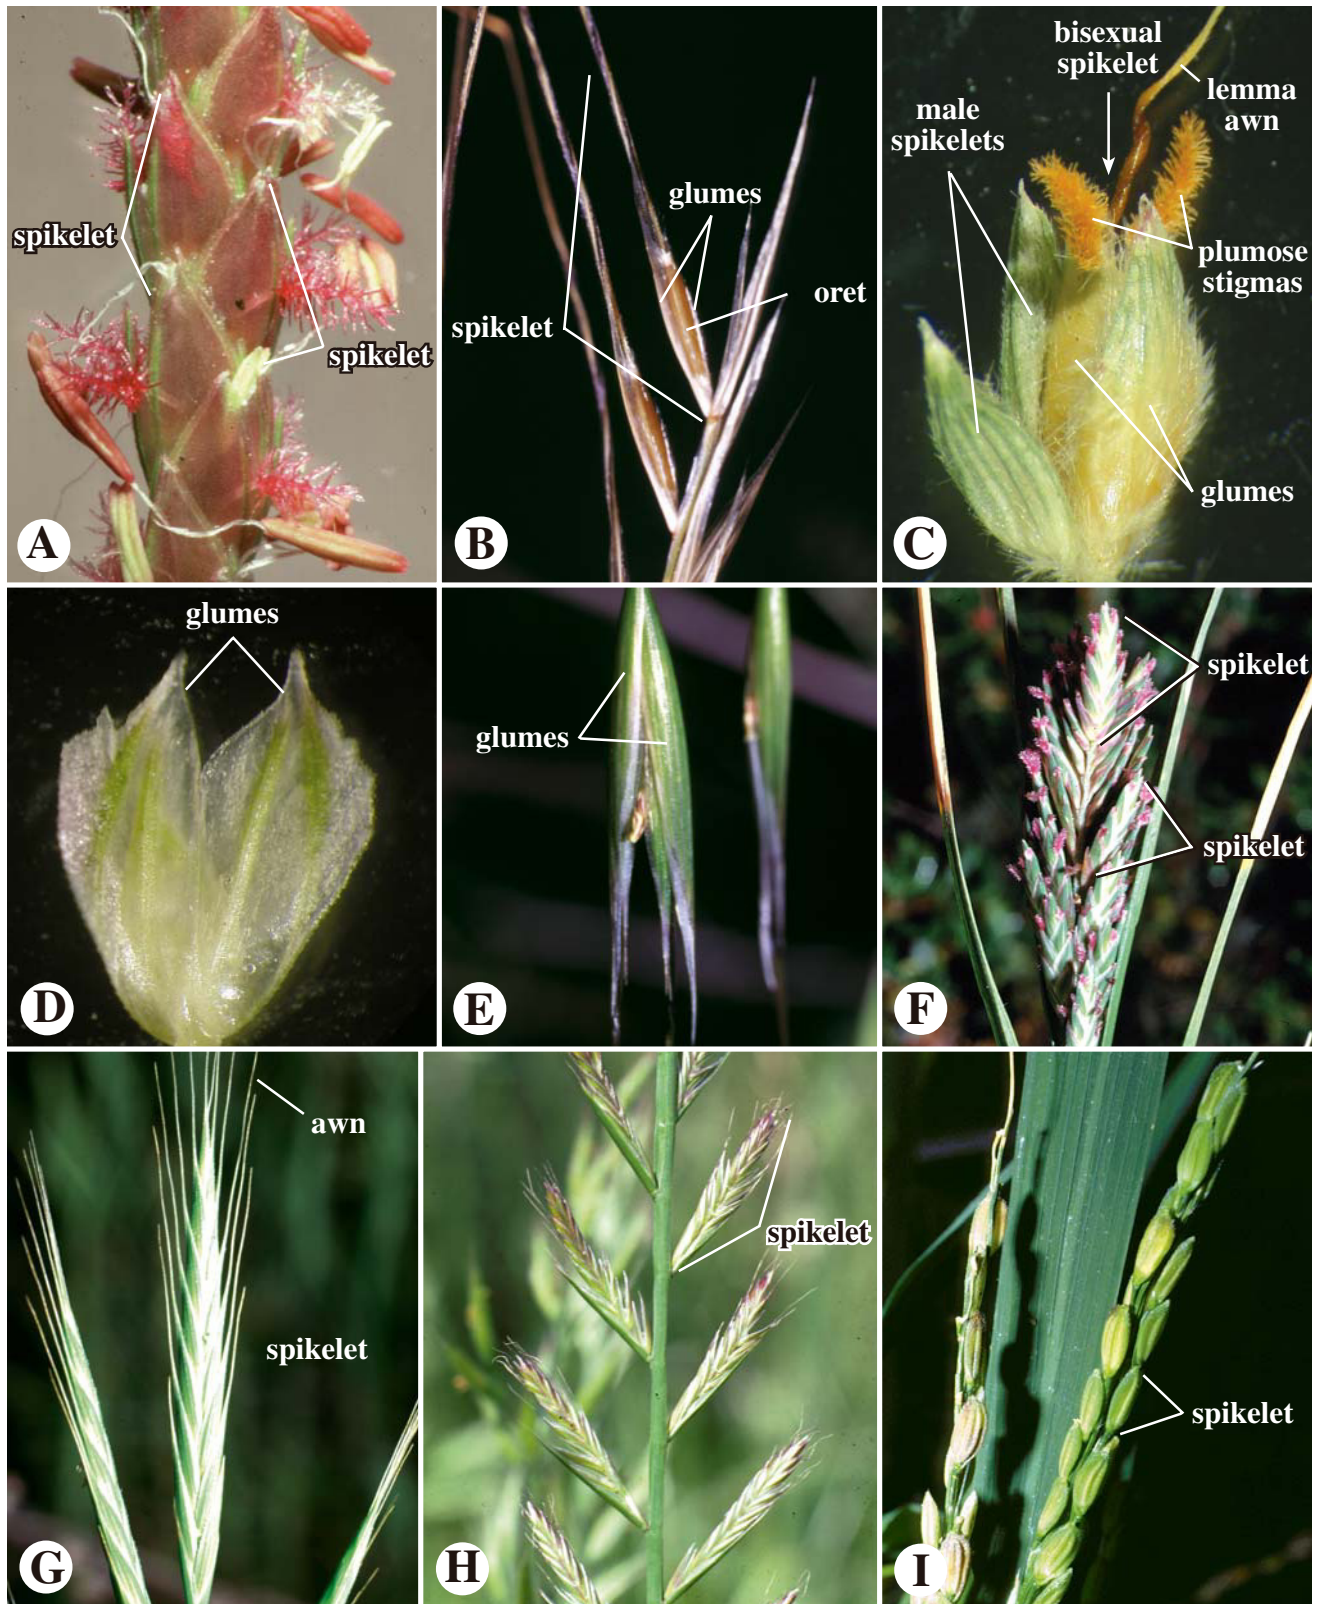 spikelet
spikelet
A
glumes
oret
spikelet
B
bisexual
spikelet
lemma
awn
male
spikelets
plumose
stigmas
glumes
C
glumes
D
glumes
E
spikelet
spikelet
F
awn
spikelet
G
spikelet
H
spikelet
I